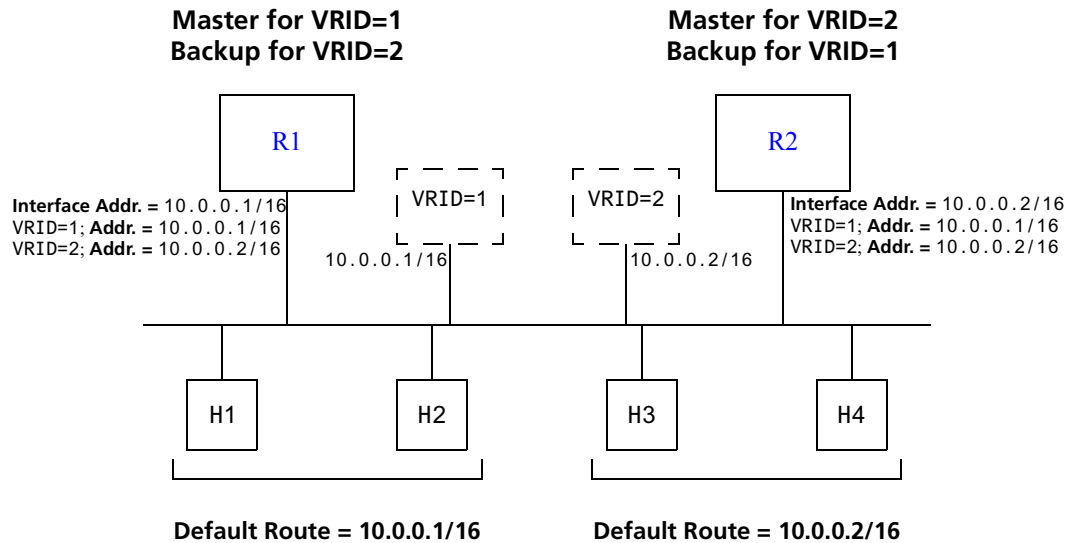 Master for VRID=1
Backup for VRID=2
Master for VRID=2
Backup for VRID=1
R1
R2
VRID=1
VRID=2
Interface Addr. = 10.0.0.1/16
VRID=1; Addr. = 10.0.0.1/16
VRID=2; Addr. = 10.0.0.2/16
Interface Addr. = 10.0.0.2/16
VRID=1; Addr. = 10.0.0.1/16
VRID=2; Addr. = 10.0.0.2/16
10.0.0.1/16
10.0.0.2/16
H1
H2
H3
H4
Default Route = 10.0.0.1/16
Default Route = 10.0.0.2/16